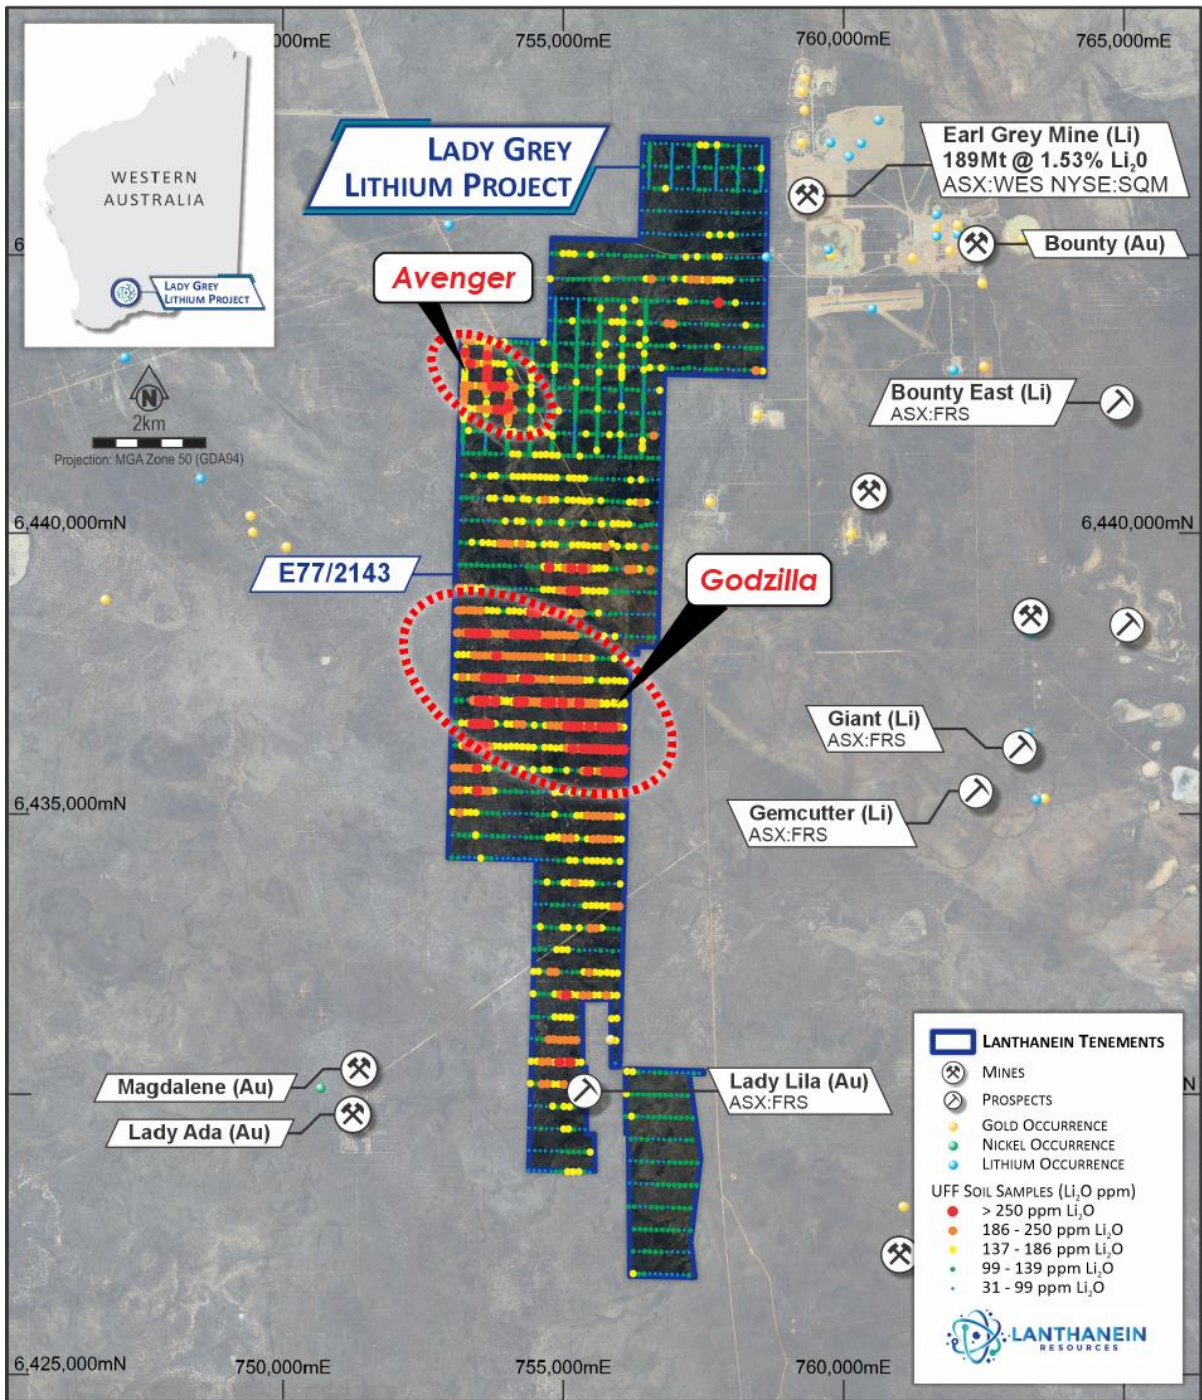 000mE
755,000mE
760,000mE
765,000mE
WESTERN
AUSTRALIA
LADY GREY
LITHIUM PROJECT
LADY GREY
LITHIUM PROJECT
Earl Grey Mine (Li)
189Mt @ 1.53% Li₂0
ASX:WES NYSE:SQM
6
Bounty (Au)
Avenger
N
2km
Projection: MGA Zone 50 (GDA94)
Bounty East (Li)
ASX:FRS
6,440,000mN
6,440,000mN
E77/2143
Godzilla
Giant (Li)
ASX:FRS
6,435,000mN
Gemcutter (Li)
ASX:FRS
Magdalene (Au)
Lady Ada (Au)
Lady Lila (Au)
ASX:FRS
N
LANTHANEIN TENEMENTS
MINES
PROSPECTS
GOLD OCCURRENCE
NICKEL OCCURRENCE
LITHIUM OCCURRENCE
UFF SOIL SAMPLES (Li₂O ppm)
> 250 ppm Li₂O
186 - 250 ppm Li₂O
137 - 186 ppm Li₂O
99 - 139 ppm Li₂O
31 - 99 ppm Li₂O
LANTHANEIN
RESOURCES
6,425,000mN
750,000mE
755,000mE
760,000mE